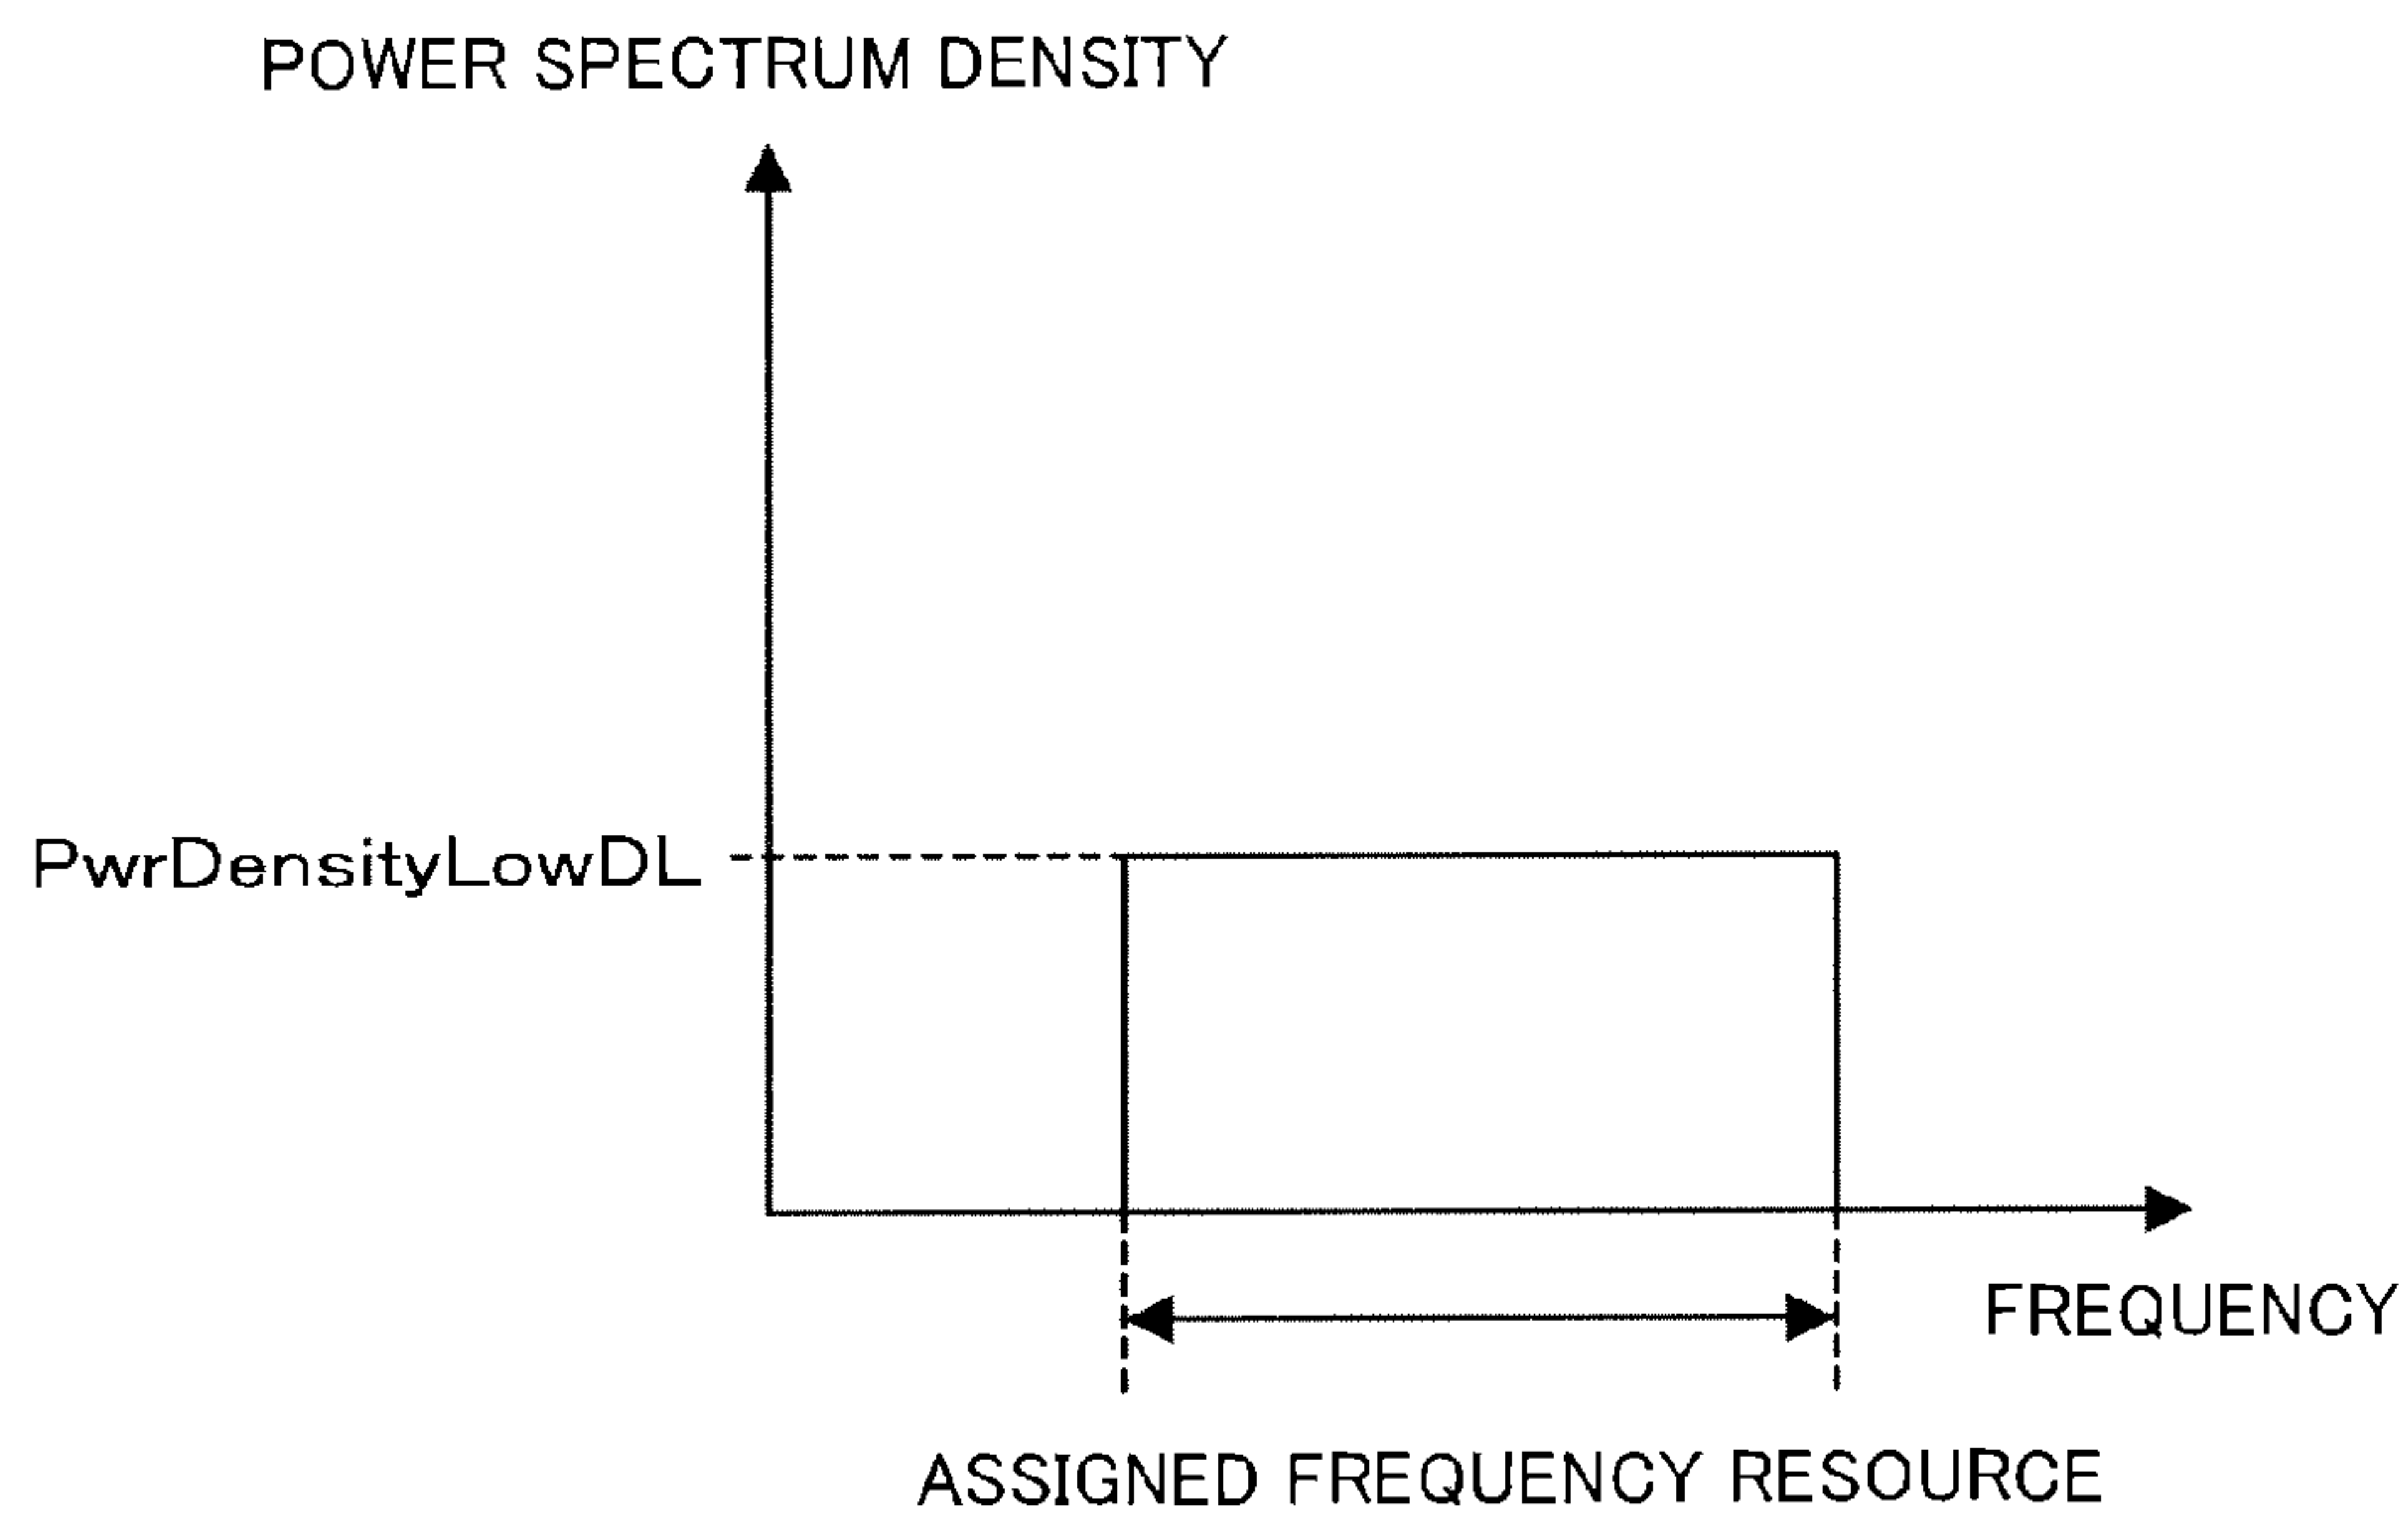 POWER SPECTRUM DENSITY
PwrDensityLowDL
FREQUENCY
ASSIGNED FREQUENCY RESOURCE